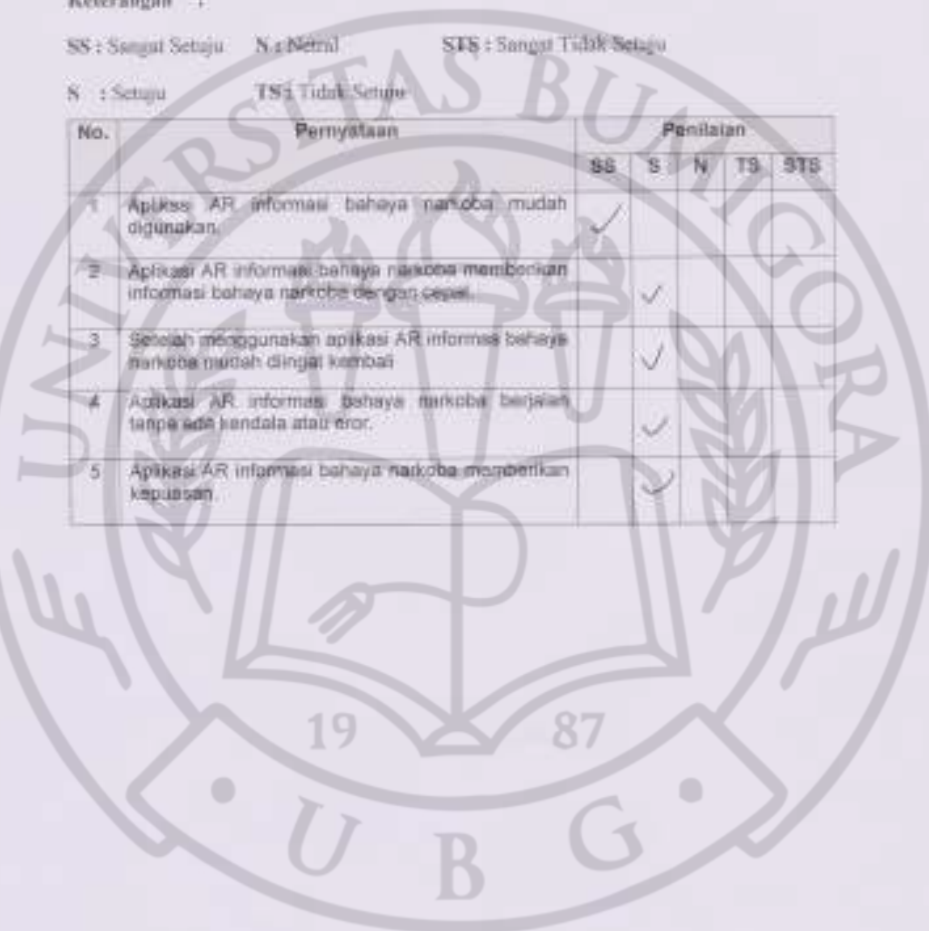 Keterangan :
SS : Sangat Setuju N : Netral STS : Sangat Tidak Setuju
S : Setuju TS : Tidak Setuju
No. Pernyataan Penilaian
SS S N TS STS
1 Aplikasi AR informasi bahaya narkoba mudah
digunakan. ✓
2 Aplikasi AR informasi bahaya narkoba memberikan
informasi bahaya narkoba dengan cepat. ✓
3 Setelah menggunakan aplikasi AR informasi bahaya
narkoba mudah diingat kembali ✓
4 Aplikasi AR informasi bahaya narkoba berjalan
tanpa ada kendala atau eror. ✓
5 Aplikasi AR informasi bahaya narkoba memberikan
kepuasan. ✓
UNIVERSITAS BUMIGORA
19 87
U B G